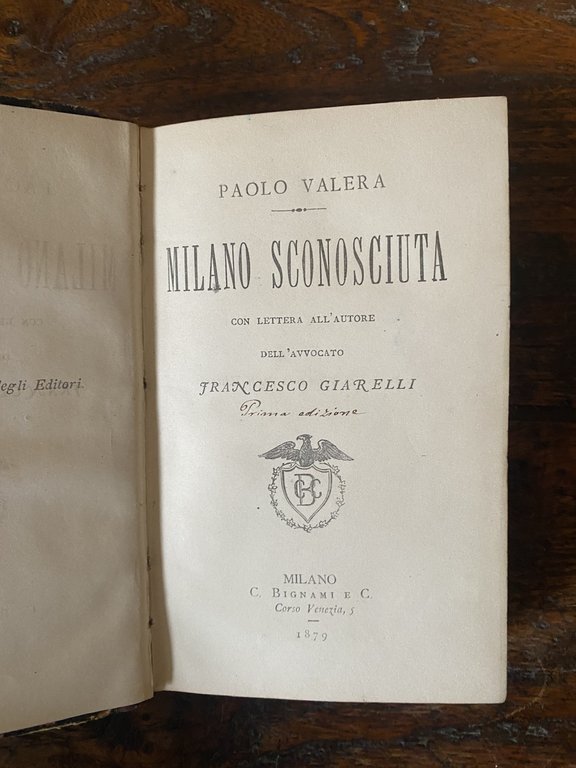 egli Editori.
PAOLO VALERA
MILANO SCONOSCIUTA
CON LETTERA ALL'AUTORE
DELL'AVVOCATO
FRANCESCO GIARELLI
Prima edizione
CBC
MILANO
C. BIGNAMI E C.
Corso Venezia, 5
1879